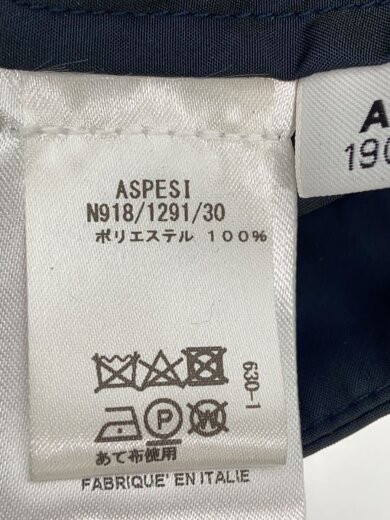 ASPESI
N918/1291/30
ポリエステル 100%
630-1
P
W
あて布使用
FABRIQUE' EN ITALIE
A
190